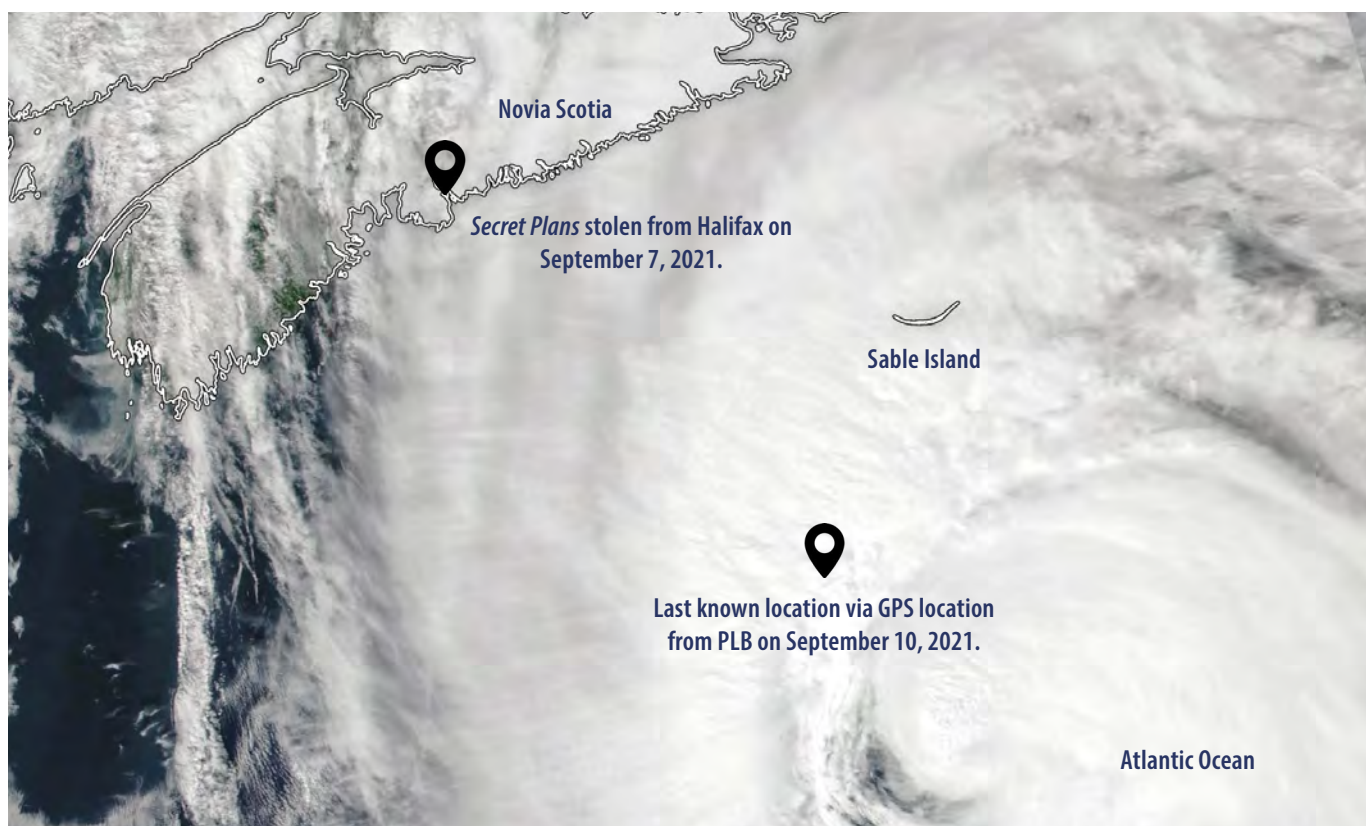 Novia Scotia
Secret Plans stolen from Halifax on
September 7, 2021.
Sable Island
Last known location via GPS location
from PLB on September 10, 2021.
Atlantic Ocean